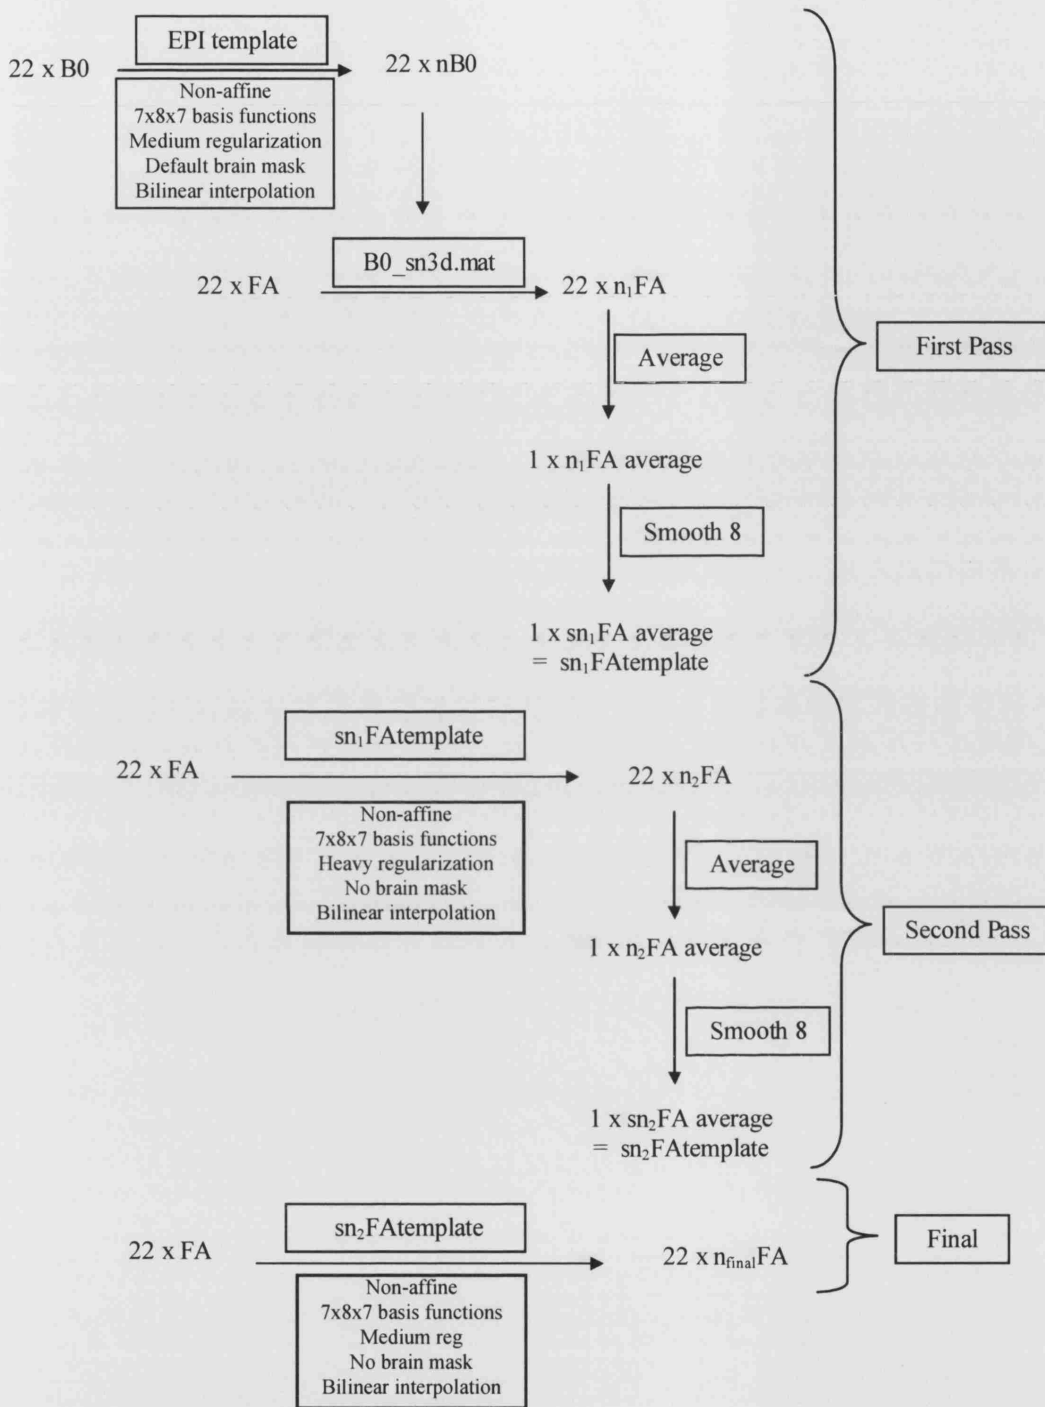 EPI template
22 x B0
22 x nB0
Non-affine
7x8x7 basis functions
Medium regularization
Default brain mask
Bilinear interpolation
B0_sn3d.mat
22 x FA
22 x n₁FA
Average
First Pass
1 x n₁FA average
Smooth 8
1 x sn₁FA average
= sn₁FAtemplate
sn₁FAtemplate
22 x FA
22 x n₂FA
Non-affine
7x8x7 basis functions
Heavy regularization
No brain mask
Bilinear interpolation
Average
Second Pass
1 x n₂FA average
Smooth 8
1 x sn₂FA average
= sn₂FAtemplate
sn₂FAtemplate
22 x FA
22 x n_final FA
Final
Non-affine
7x8x7 basis functions
Medium reg
No brain mask
Bilinear interpolation